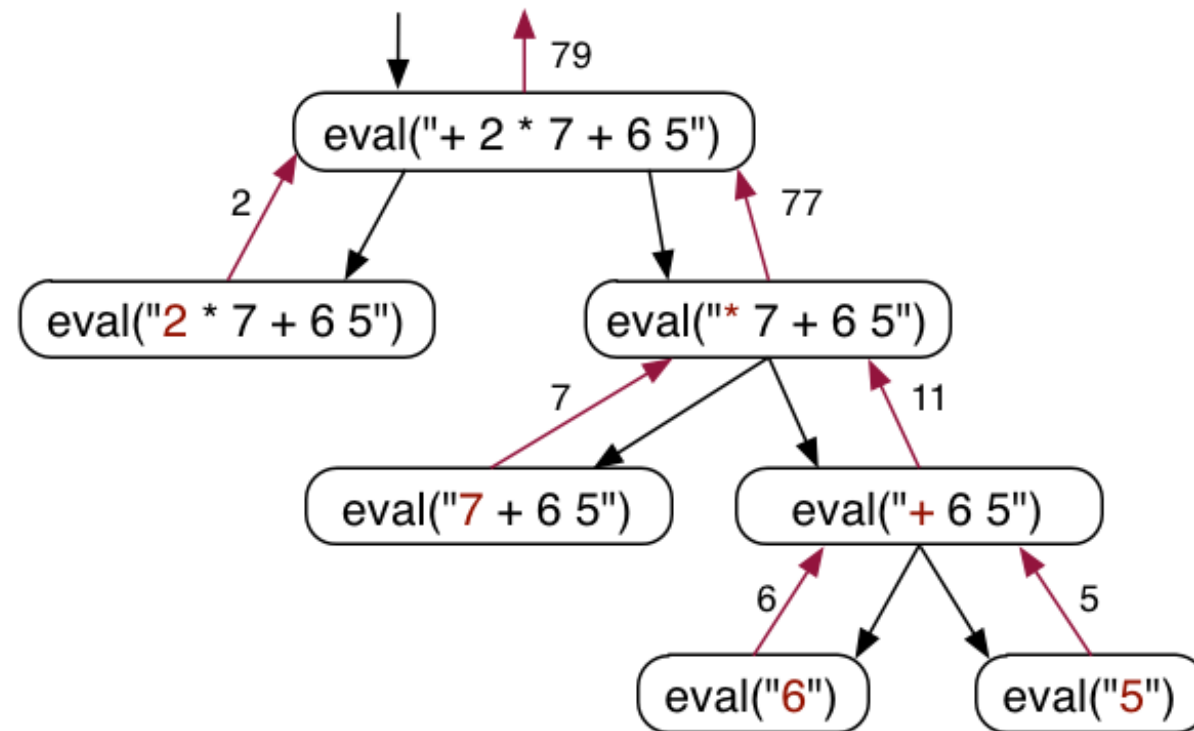 79
eval("+ 2 * 7 + 6 5")
2
77
eval("2 * 7 + 6 5")
eval("* 7 + 6 5")
7
11
eval("7 + 6 5")
eval("+ 6 5")
6
5
eval("6")
eval("5")